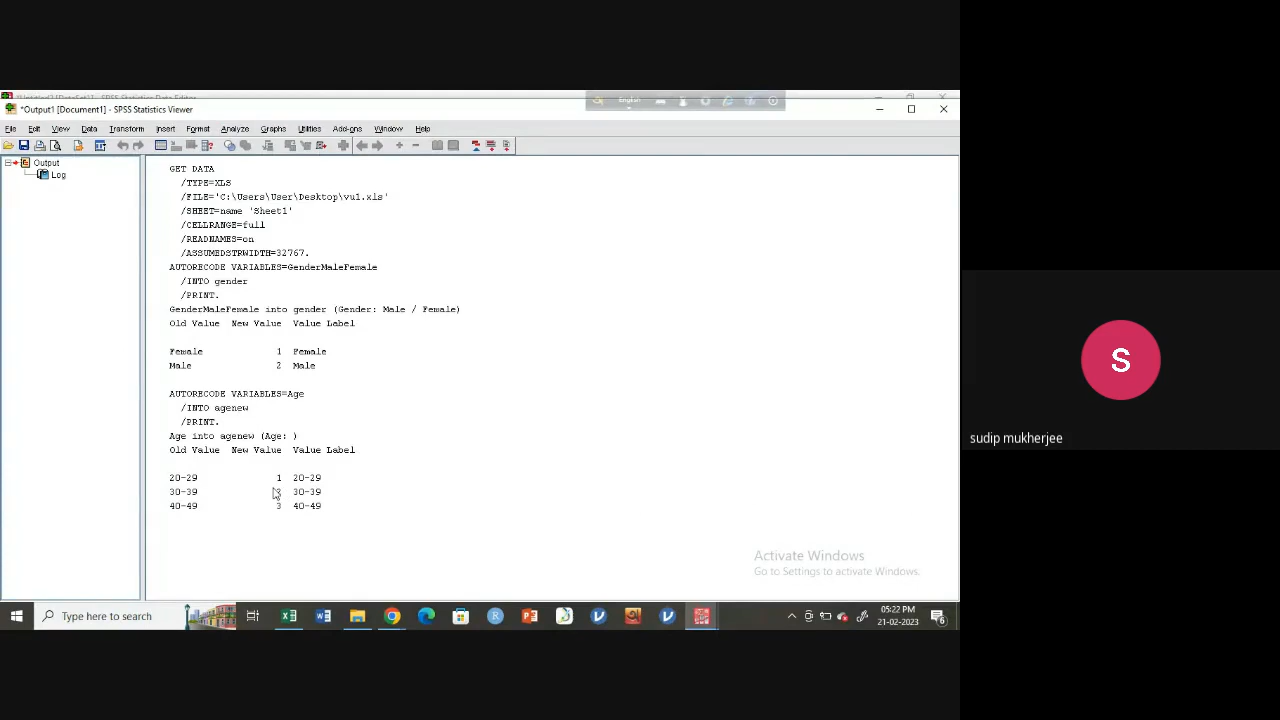 *Output1 [Document1] - SPSS Statistics Viewer
English
File Edit View Data Transform Insert Format Analyze Graphs Utilities Add-ons Window Help
Output
Log
GET DATA
/TYPE=XLS
/FILE='C:\Users\User\Desktop\vu1.xls'
/SHEET=name 'Sheet1'
/CELLRANGE=full
/READNAMES=on
/ASSUMEDSTRWIDTH=32767.
AUTORECODE VARIABLES=GenderMaleFemale
/INTO gender
/PRINT.
GenderMaleFemale into gender (Gender: Male / Female)
Old Value New Value Value Label
Female 1 Female
Male 2 Male
AUTORECODE VARIABLES=Age
/INTO agenew
/PRINT.
Age into agenew (Age: )
Old Value New Value Value Label
20-29 1 20-29
30-39 30-39
40-49 3 40-49
Activate Windows
Go to Settings to activate Windows.
Type here to search
05:22 PM
21-02-2023
6
S
sudip mukherjee